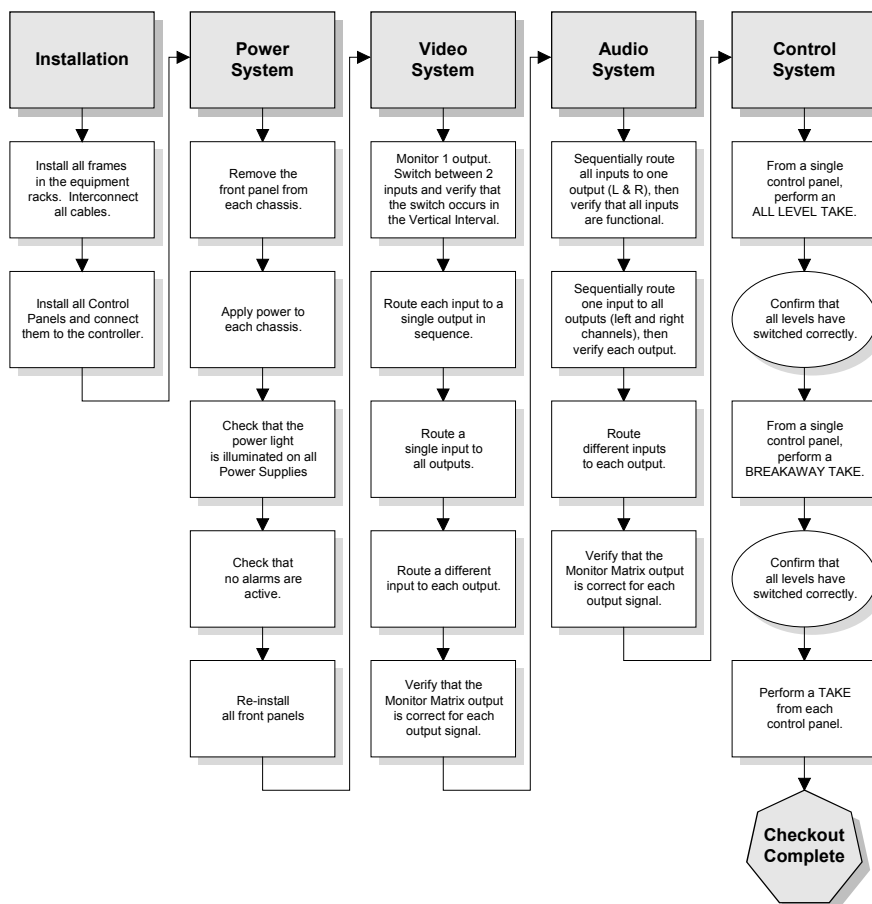 Installation
Install all frames
in the equipment
racks. Interconnect
all cables.
Install all Control
Panels and connect
them to the controller.
Power
System
Remove the
front panel from
each chassis.
Apply power to
each chassis.
Check that the
power light
is illuminated on all
Power Supplies
Check that
no alarms are
active.
Re-install
all front panels
Video
System
Monitor 1 output.
Switch between 2
inputs and verify that
the switch occurs in
the Vertical Interval.
Route each input to a
single output in
sequence.
Route a
single input to
all outputs.
Route a different
input to each output.
Verify that the
Monitor Matrix output
is correct for each
output signal.
Audio
System
Sequentially route
all inputs to one
output (L & R), then
verify that all inputs
are functional.
Sequentially route
one input to all
outputs (left and right
channels), then
verify each output.
Route
different inputs
to each output.
Verify that the
Monitor Matrix output
is correct for each
output signal.
Control
System
From a single
control panel,
perform an
ALL LEVEL TAKE.
Confirm that
all levels have
switched correctly.
From a single
control panel,
perform a
BREAKAWAY TAKE.
Confirm that
all levels have
switched correctly.
Perform a TAKE
from each
control panel.
Checkout
Complete